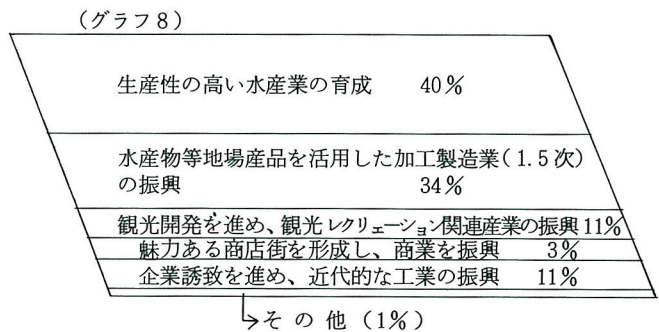 (グラフ8)
生産性の高い水産業の育成 40%
水産物等地場産品を活用した加工製造業(1.5次)
の振興 34%
観光開発を進め、観光レクリェーション関連産業の振興11%
魅力ある商店街を形成し、商業を振興 3%
企業誘致を進め、近代的な工業の振興 11%
その他(1%)